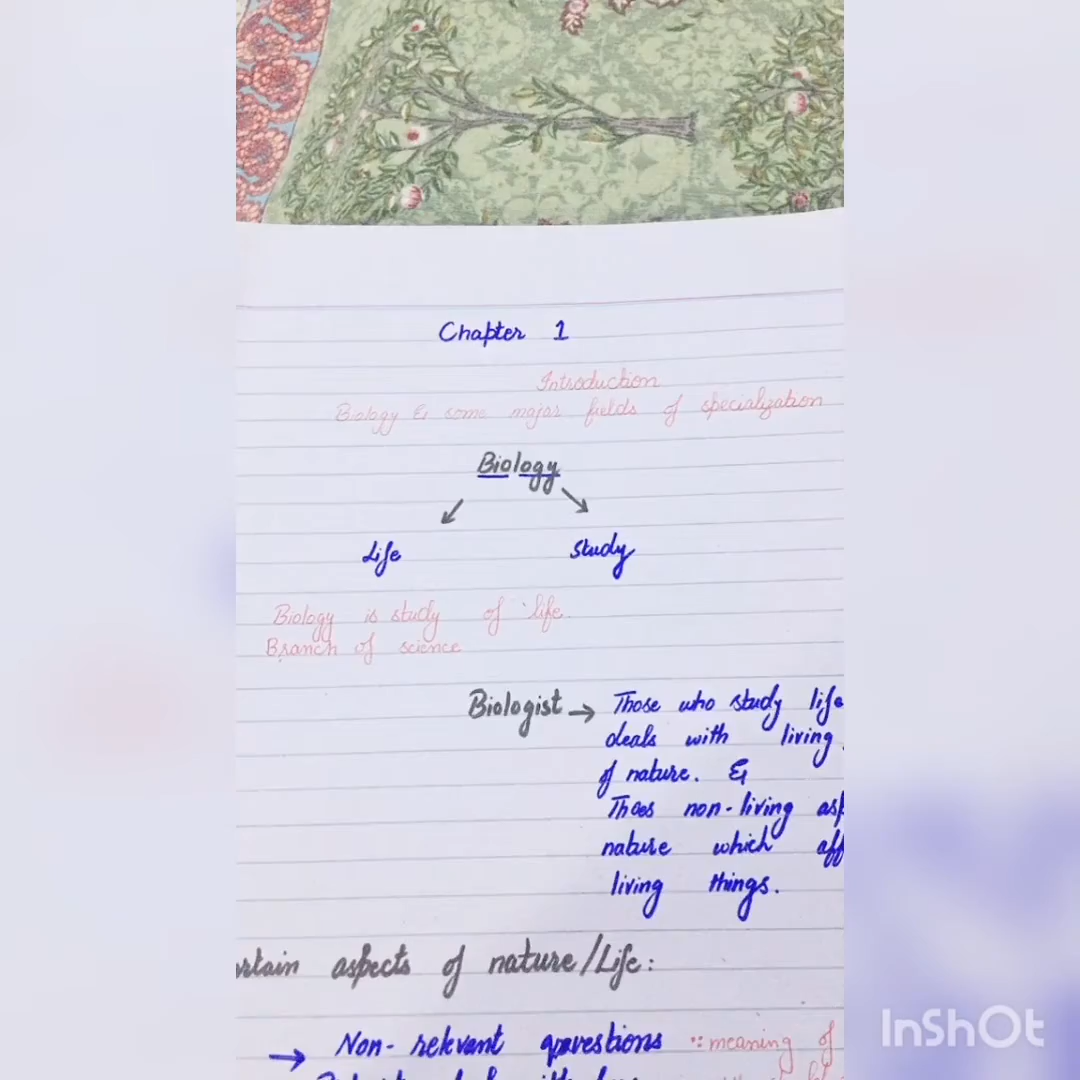 Chapter 1
Introduction
Biology & some major fields of specialization
Biology
Life Study
Biology is study of life.
Branch of science
Biologist → Those who study life
deals with living
of nature. &
Thoes non-living
nature which
living things.
aspects of nature/Life:
→ Non-relevant quvestions ∵ meaning of
InShOt